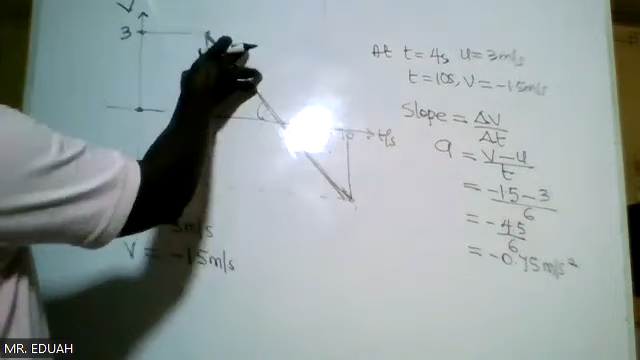 V
3
t/s
At t = 4s, u = 3m/s
t = 10s, V = -1.5m/s
Slope = ΔV
Δt
a = V - u
t
= -1.5 - 3
6
= - 4.5
6
= -0.75m/s²
m/s
V = -1.5m/s
MR. EDUAH